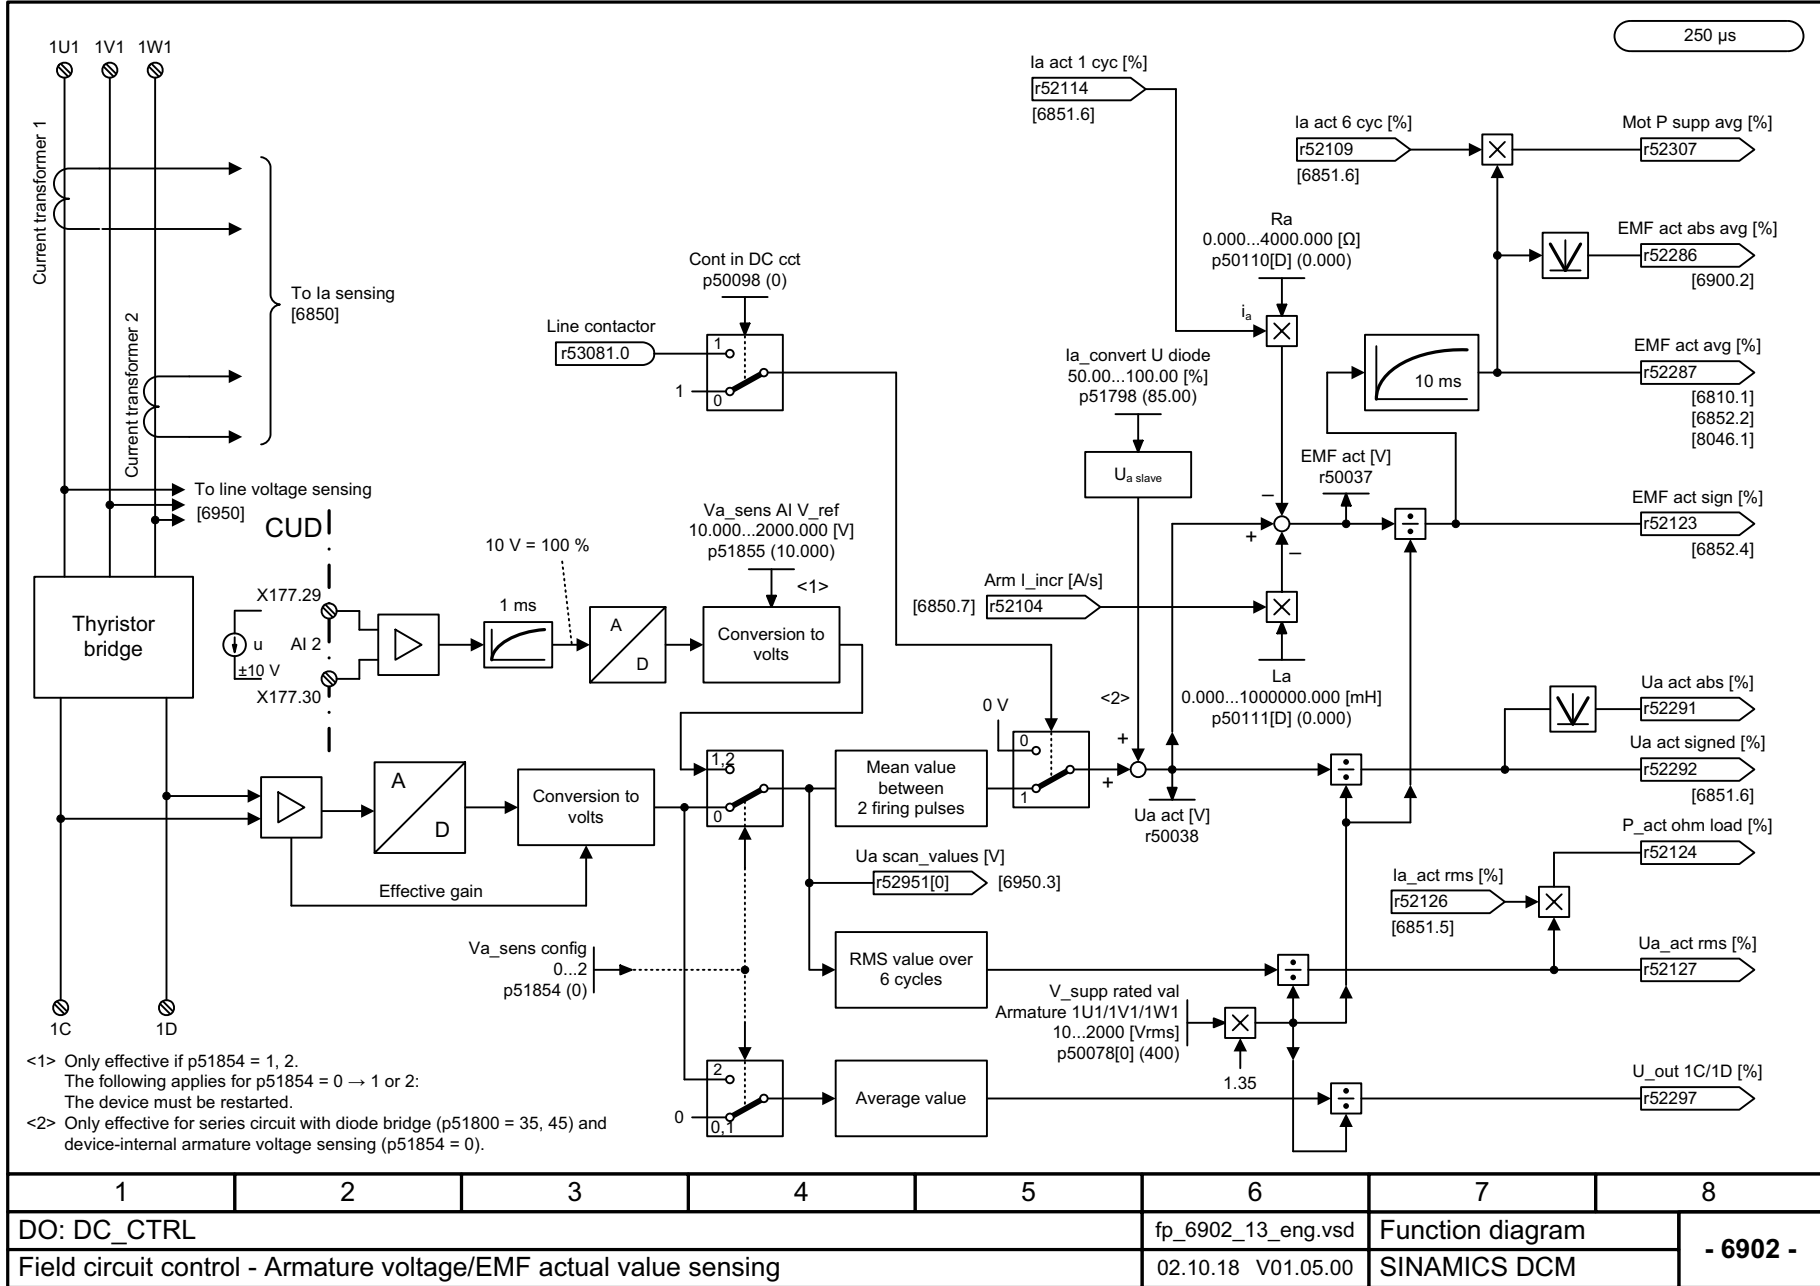 250 µs
1U1 1V1 1W1
Current transformer 1
Current transformer 2
To Ia sensing
[6850]
To line voltage sensing
[6950]
CUD
Thyristor
bridge
X177.29
u
AI 2
±10 V
X177.30
1C
1D
10 V = 100 %
1 ms
A
D
Va_sens AI V_ref
10.000...2000.000 [V]
p51855 (10.000)
<1>
Conversion to
volts
A
D
Conversion to
volts
Effective gain
Line contactor
r53081.0
Cont in DC cct
p50098 (0)
1
1
0
1,2
0
Va_sens config
0...2
p51854 (0)
2
0
0,1
Mean value
between
2 firing pulses
Ua scan_values [V]
r52951[0]
[6950.3]
RMS value over
6 cycles
Average value
0 V
0
1
Ia act 1 cyc [%]
r52114
[6851.6]
Ia_convert U diode
50.00...100.00 [%]
p51798 (85.00)
Ua slave
<2>
+
+
Ua act [V]
r50038
Arm I_incr [A/s]
[6850.7]
r52104
Ra
0.000...4000.000 [Ω]
p50110[D] (0.000)
ia
×
–
+
–
×
La
0.000...1000000.000 [mH]
p50111[D] (0.000)
EMF act [V]
r50037
÷
V_supp rated val
Armature 1U1/1V1/1W1
10...2000 [Vrms]
p50078[0] (400)
×
1.35
÷
÷
÷
Ia act 6 cyc [%]
r52109
[6851.6]
×
Mot P supp avg [%]
r52307
EMF act abs avg [%]
r52286
[6900.2]
10 ms
EMF act avg [%]
r52287
[6810.1]
[6852.2]
[8046.1]
EMF act sign [%]
r52123
[6852.4]
Ua act abs [%]
r52291
Ua act signed [%]
r52292
[6851.6]
P_act ohm load [%]
r52124
Ia_act rms [%]
r52126
[6851.5]
×
Ua_act rms [%]
r52127
U_out 1C/1D [%]
r52297
<1> Only effective if p51854 = 1, 2.
The following applies for p51854 = 0 → 1 or 2:
The device must be restarted.
<2> Only effective for series circuit with diode bridge (p51800 = 35, 45) and
device-internal armature voltage sensing (p51854 = 0).
1 2 3 4 5 6 7 8
DO: DC_CTRL
fp_6902_13_eng.vsd
Function diagram
- 6902 -
Field circuit control - Armature voltage/EMF actual value sensing
02.10.18 V01.05.00
SINAMICS DCM